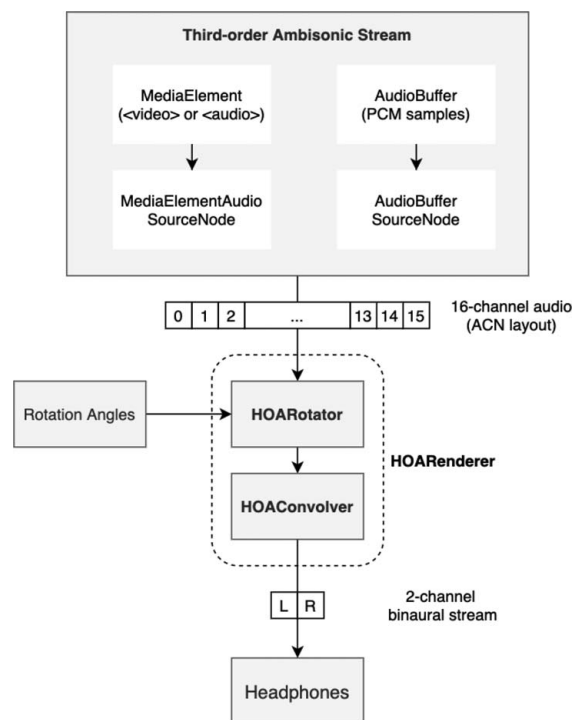 Third-order Ambisonic Stream
MediaElement
(<video> or <audio>)
AudioBuffer
(PCM samples)
MediaElementAudio
SourceNode
AudioBuffer
SourceNode
0 1 2 ... 13 14 15
16-channel audio
(ACN layout)
Rotation Angles
HOARotator
HOARenderer
HOAConvolver
L R
2-channel
binaural stream
Headphones